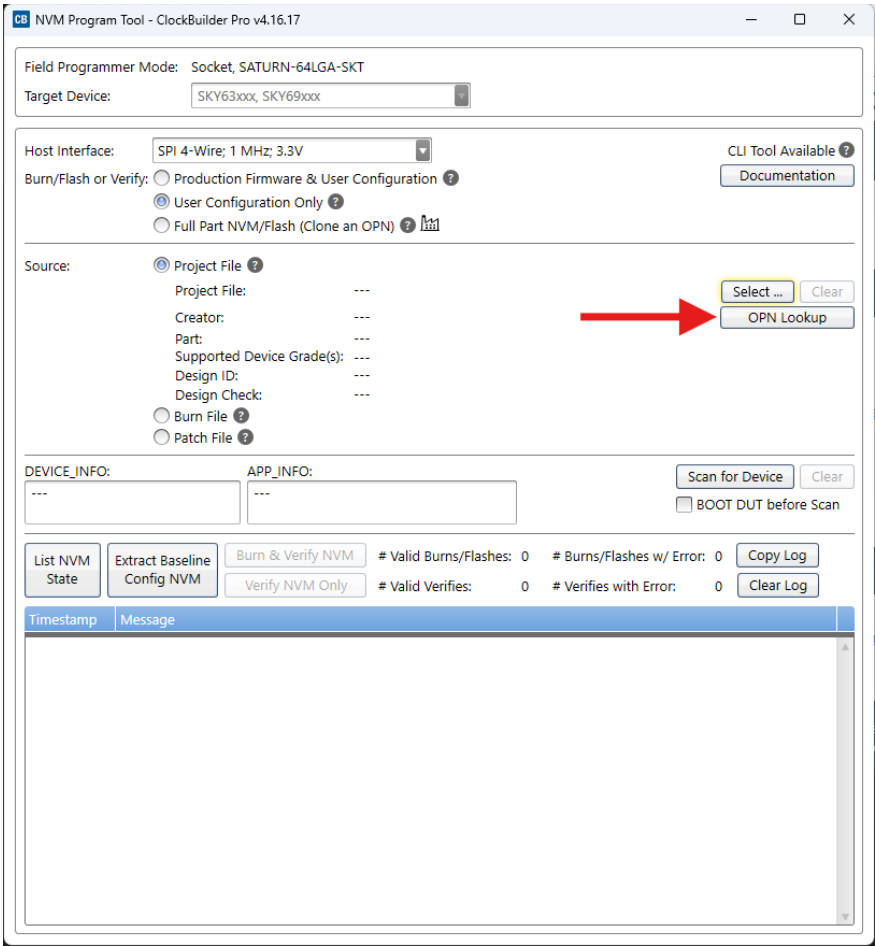 CB NVM Program Tool - ClockBuilder Pro v4.16.17
Field Programmer Mode: Socket, SATURN-64LGA-SKT
Target Device: SKY63xxx, SKY69xxx
Host Interface: SPI 4-Wire; 1 MHz; 3.3V CLI Tool Available ?
Burn/Flash or Verify: Production Firmware & User Configuration ? Documentation
User Configuration Only ?
Full Part NVM/Flash (Clone an OPN) ?
Source: Project File ?
Project File: --- Select ... Clear
Creator: --- OPN Lookup
Part: ---
Supported Device Grade(s): ---
Design ID: ---
Design Check: ---
Burn File ?
Patch File ?
DEVICE_INFO: APP_INFO: Scan for Device Clear
--- --- BOOT DUT before Scan
List NVM State Extract Baseline Config NVM Burn & Verify NVM # Valid Burns/Flashes: 0 # Burns/Flashes w/ Error: 0 Copy Log
Verify NVM Only # Valid Verifies: 0 # Verifies with Error: 0 Clear Log
Timestamp Message